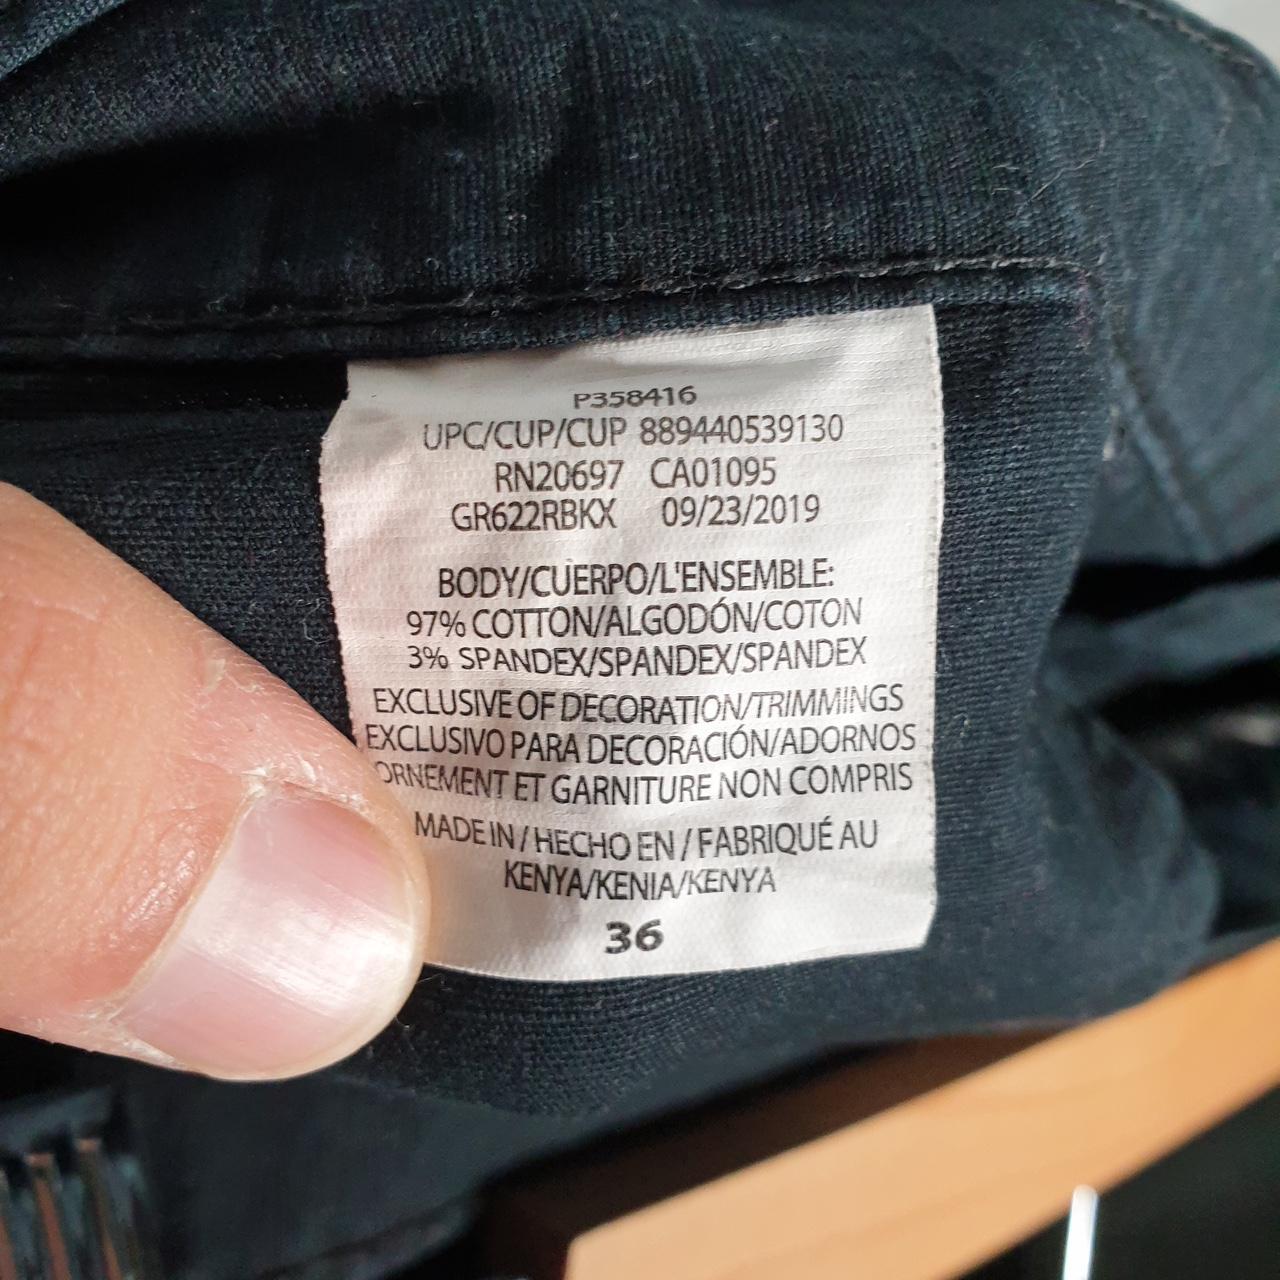 P358416
UPC/CUP/CUP 889440539130
RN20697 CA01095
GR622RBKX 09/23/2019
BODY/CUERPO/L'ENSEMBLE:
97% COTTON/ALGODÓN/COTON
3% SPANDEX/SPANDEX/SPANDEX
EXCLUSIVE OF DECORATION/TRIMMINGS
EXCLUSIVO PARA DECORACIÓN/ADORNOS
ORNEMENT ET GARNITURE NON COMPRIS
MADE IN / HECHO EN / FABRIQUÉ AU
KENYA/KENIA/KENYA
36